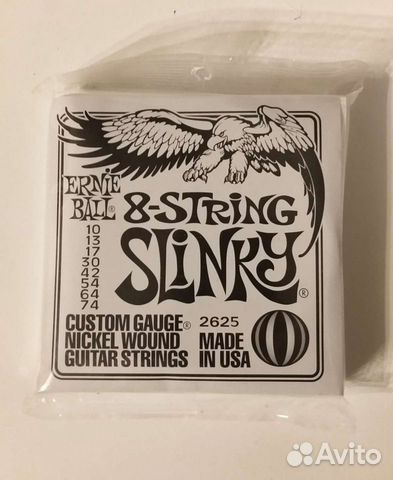 ERNIE
BALL®
8-STRING
SLINKY®
10
13
17
30
42
54
64
74
CUSTOM GAUGE® 2625
NICKEL WOUND MADE
GUITAR STRINGS IN USA
Avito